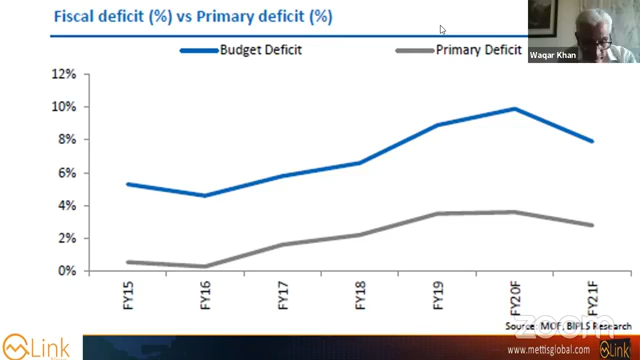 Fiscal deficit (%) vs Primary deficit (%)
Budget Deficit
Primary Deficit
Waqar Khan
12%
10%
8%
6%
4%
2%
0%
FY15
FY16
FY17
FY18
FY19
FY20F
FY21F
zoom
Source: MOF, BIPLS Research
Link
www.mettisglobal.com
Link